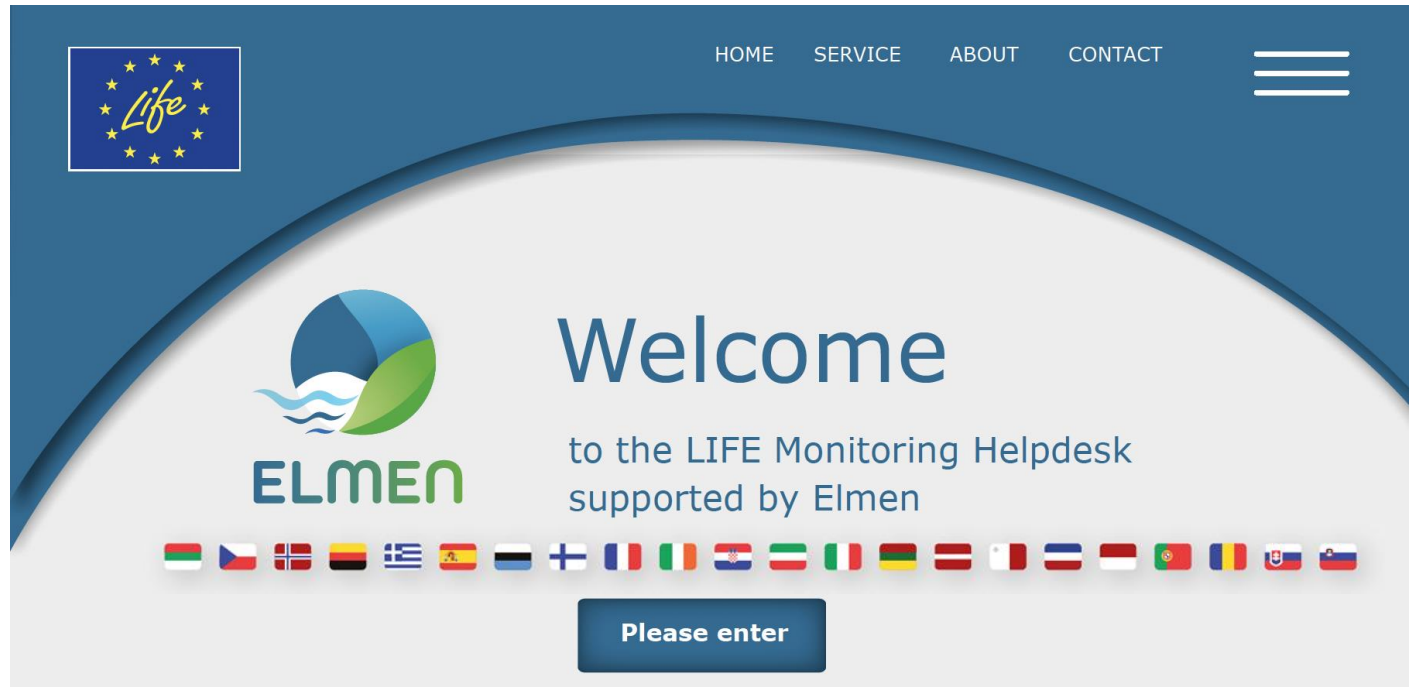 Life
HOME SERVICE ABOUT CONTACT
ELMEN
Welcome
to the LIFE Monitoring Helpdesk
supported by Elmen
Please enter